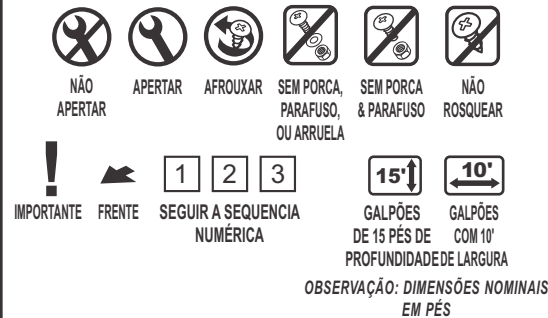 NÃO
APERTAR
APERTAR
AFROUXAR
SEM PORCA,
PARAFUSO,
OU ARRUELA
SEM PORCA
& PARAFUSO
NÃO
ROSQUEAR
!
IMPORTANTE
FRENTE
1 2 3
SEGUIR A SEQUENCIA
NUMÉRICA
15'
GALPÕES
DE 15 PÉS DE
PROFUNDIDADE
10'
GALPÕES
COM 10'
DE LARGURA
OBSERVAÇÃO: DIMENSÕES NOMINAIS
EM PÉS